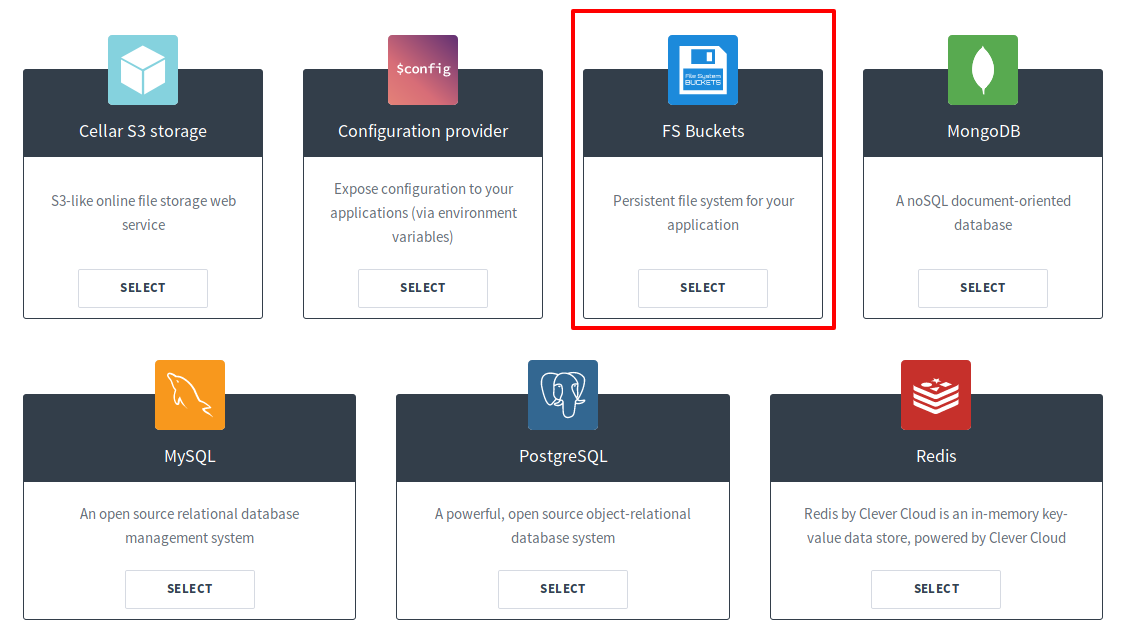 $config
File System
BUCKETS
Cellar S3 storage
Configuration provider
FS Buckets
MongoDB
S3-like online file storage web
service
Expose configuration to your
applications (via environment
variables)
Persistent file system for your
application
A noSQL document-oriented
database
SELECT
SELECT
SELECT
SELECT
MySQL
PostgreSQL
Redis
An open source relational database
management system
A powerful, open source object-relational
database system
Redis by Clever Cloud is an in-memory key-
value data store, powered by Clever Cloud
SELECT
SELECT
SELECT